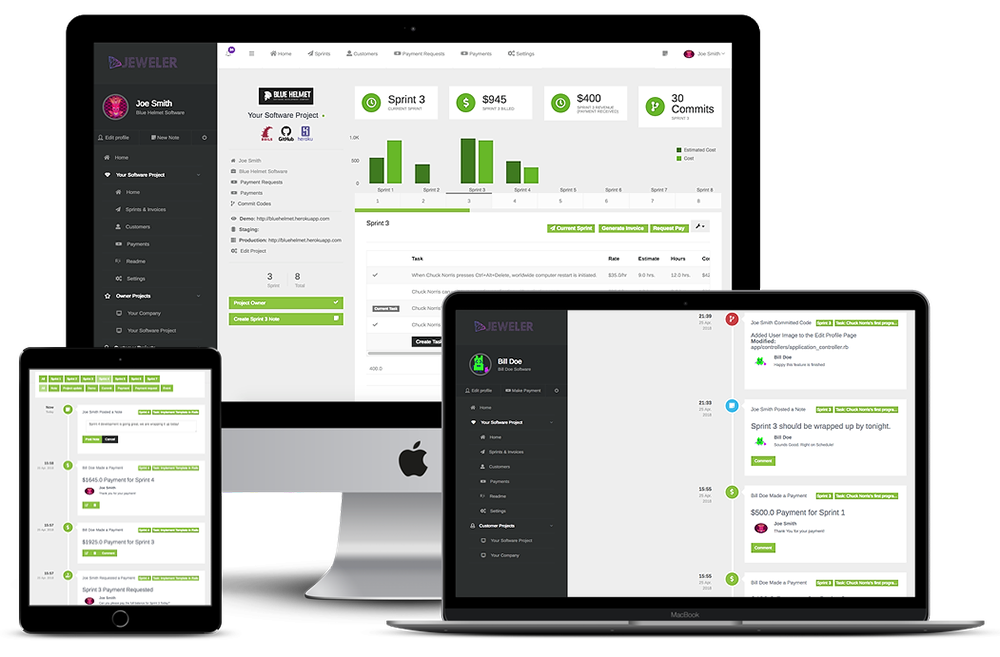 JEWELER
Joe Smith
Blue Helmet Software
Edit profile
New Note
Home
Your Software Project
Home
Sprints & Invoices
Customers
Payments
Readme
Settings
Owner Projects
Your Company
Your Software Project
Home
Sprints
Customers
Payment Requests
Payments
Settings
Joe Smith
BLUE HELMET
Your Software Project
RAILS
GitHub
heroku
Joe Smith
Blue Helmet Software
Payment Requests
Payments
Commit Codes
Demo: http://bluehelmet.herokuapp.com
Staging:
Production: http://bluehelmet.herokuapp.com
Edit Project
3
Sprint
8
Total
Project Owner
Create Sprint 3 Note
Sprint 3
CURRENT SPRINT
$945
SPRINT 3 BILLED
$400
SPRINT 3 REVENUE
(PAYMENT RECEIVED)
30
Commits
SPRINT 3
1.0K
500
0
Estimated Cost
Cost
Sprint 1 Sprint 2 Sprint 3 Sprint 4 Sprint 5 Sprint 6 Sprint 7 Sprint 8
1 2 3 4 5 6 7 8
Sprint 3
Current Sprint
Generate Invoice
Request Pay
Task Rate Estimate Hours
When Chuck Norris presses Ctrl+Alt+Delete, worldwide computer restart is initiated. $35.0/hr 9.0 hrs. 12.0 hrs.
Chuck Norris can
Current Task Chuck Norris
Chuck Norris
Create Task
400.0
All Sprint 1 Sprint 2 Sprint 3 Sprint 4 Sprint 5 Sprint 6 Sprint 7
Now
Joe Smith Posted a Note
Sprint 3 development is going great, we are wrapping it up today!
Post Note Cancel
Bill Doe Made a Payment
$1645.0 Payment for Sprint 4
Joe Smith
Thank you for your payment!
15:57
Bill Doe Made a Payment
$1925.0 Payment for Sprint 3
Comment
15:57
Joe Smith Requested a Payment
Sprint 3 Payment Requested
Joe Smith
JEWELER
Bill Doe
Bill Doe Software
Edit profile
Make Payment
Home
Your Software Project
Home
Sprints & Invoices
Customers
Payments
Readme
Settings
Customer Projects
Your Software Project
Your Company
21:39
25 Apr.
2018
Joe Smith Committed Code
Sprint 3 Task: Chuck Norris's first progra...
Added User Image to the Edit Profile Page
Modified:
app/controllers/application_controller.rb
Bill Doe
Happy this feature is finished
21:33
25 Apr.
2018
Joe Smith Posted a Note
Sprint 3 Task: Chuck Norris's first progra...
Sprint 3 should be wrapped up by tonight.
Bill Doe
Sounds Good. Right on Schedule!
Comment
15:55
25 Apr.
2018
Bill Doe Made a Payment
Sprint 3 Task: Chuck Norris's first progra...
$500.0 Payment for Sprint 1
Joe Smith
Thank You for your payment!
Comment
15:55
25 Apr.
2018
Bill Doe Made a Payment
Sprint 3 Task: Chuck Norris's first progra...
MacBook